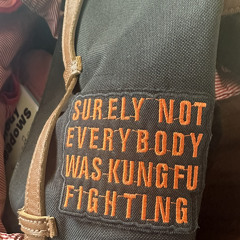 SURELY NOT
EVERYBODY
WAS KUNG FU
FIGHTING